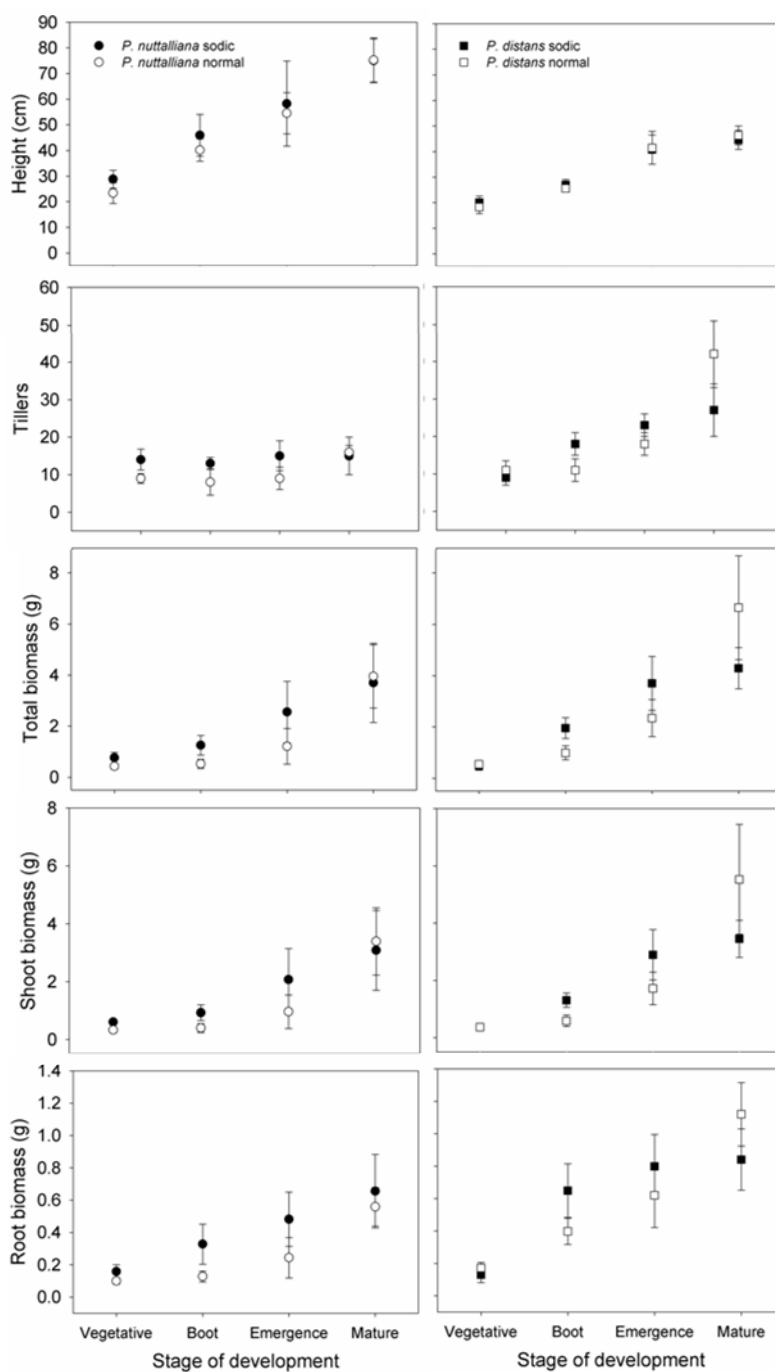 90
80
70
60
50
40
30
20
10
0
Height (cm)
● P. nuttalliana sodic
○ P. nuttalliana normal
■ P. distans sodic
□ P. distans normal
60
50
40
30
20
10
0
Tillers
8
6
4
2
0
Total biomass (g)
8
6
4
2
0
Shoot biomass (g)
1.4
1.2
1.0
0.8
0.6
0.4
0.2
0.0
Root biomass (g)
Vegetative Boot Emergence Mature
Stage of development
Vegetative Boot Emergence Mature
Stage of development